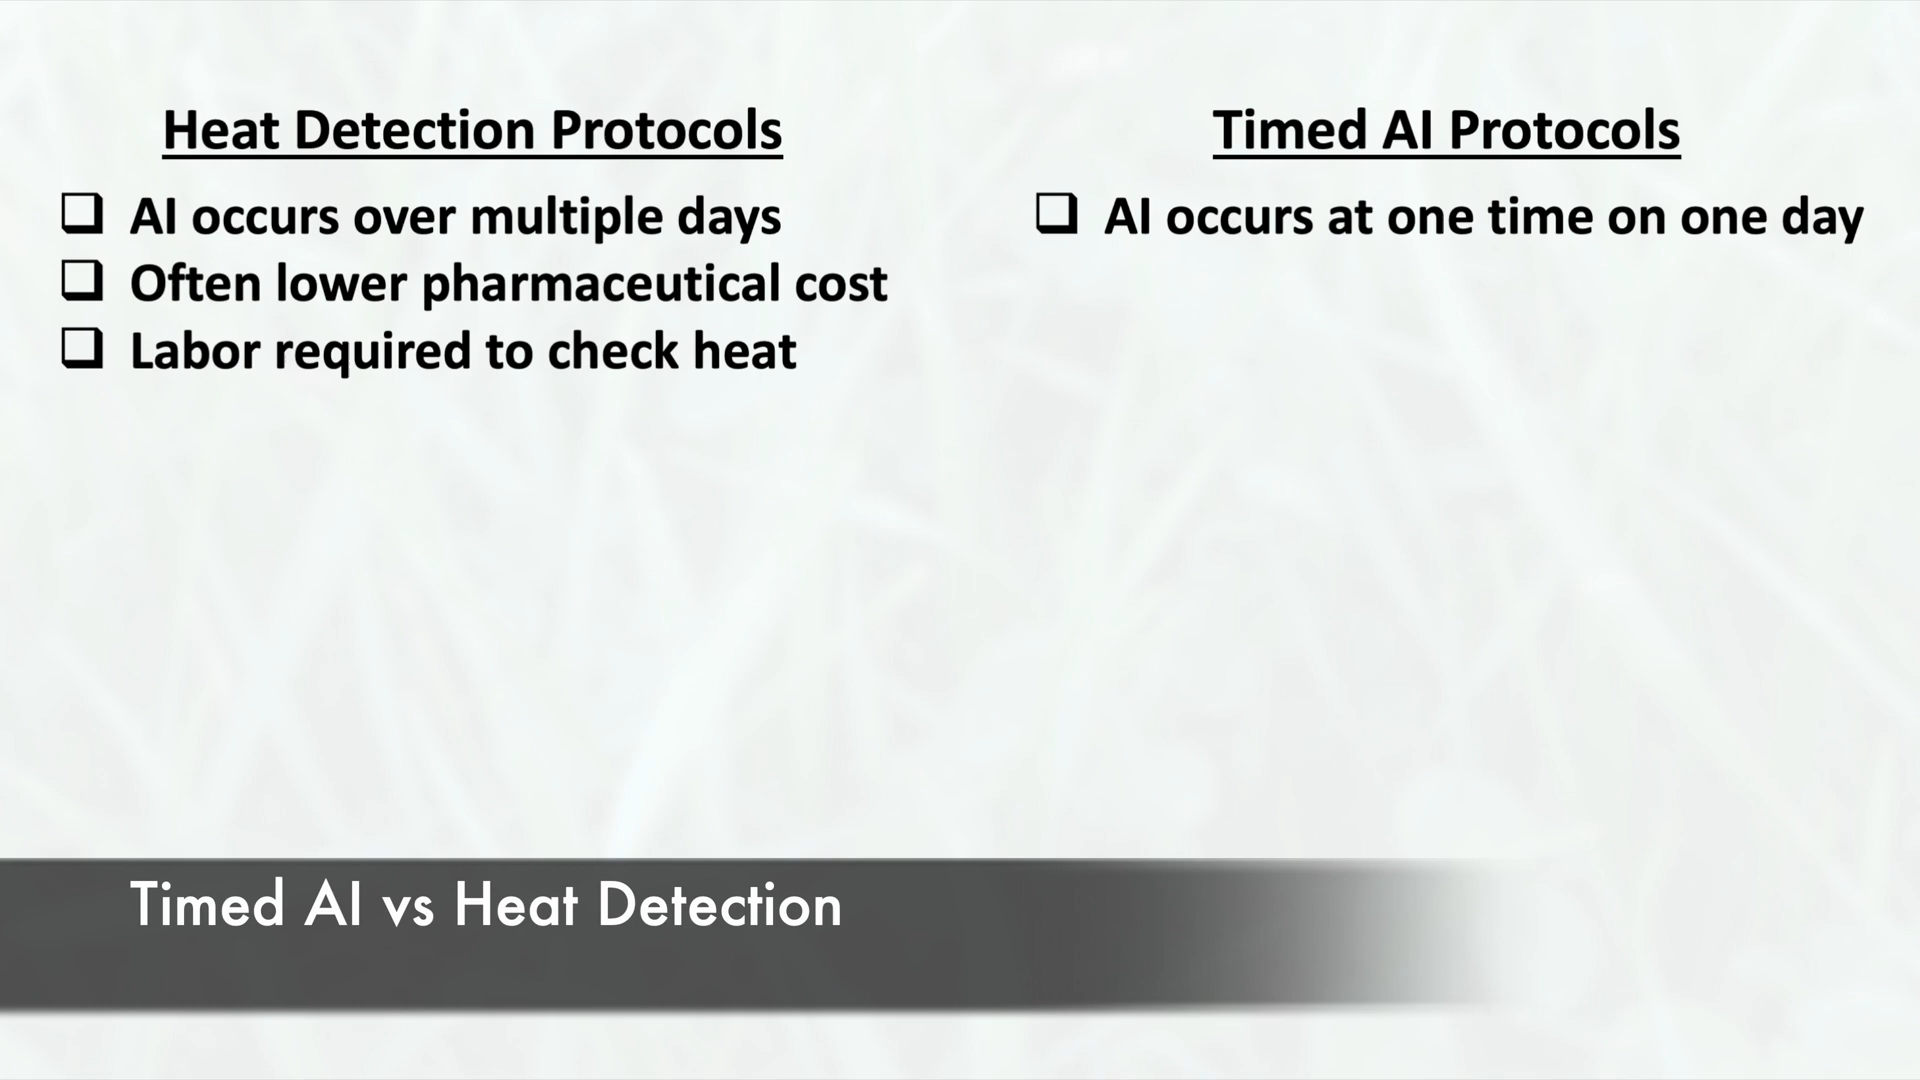 Heat Detection Protocols
AI occurs over multiple days
Often lower pharmaceutical cost
Labor required to check heat
Timed AI Protocols
AI occurs at one time on one day
Timed AI vs Heat Detection